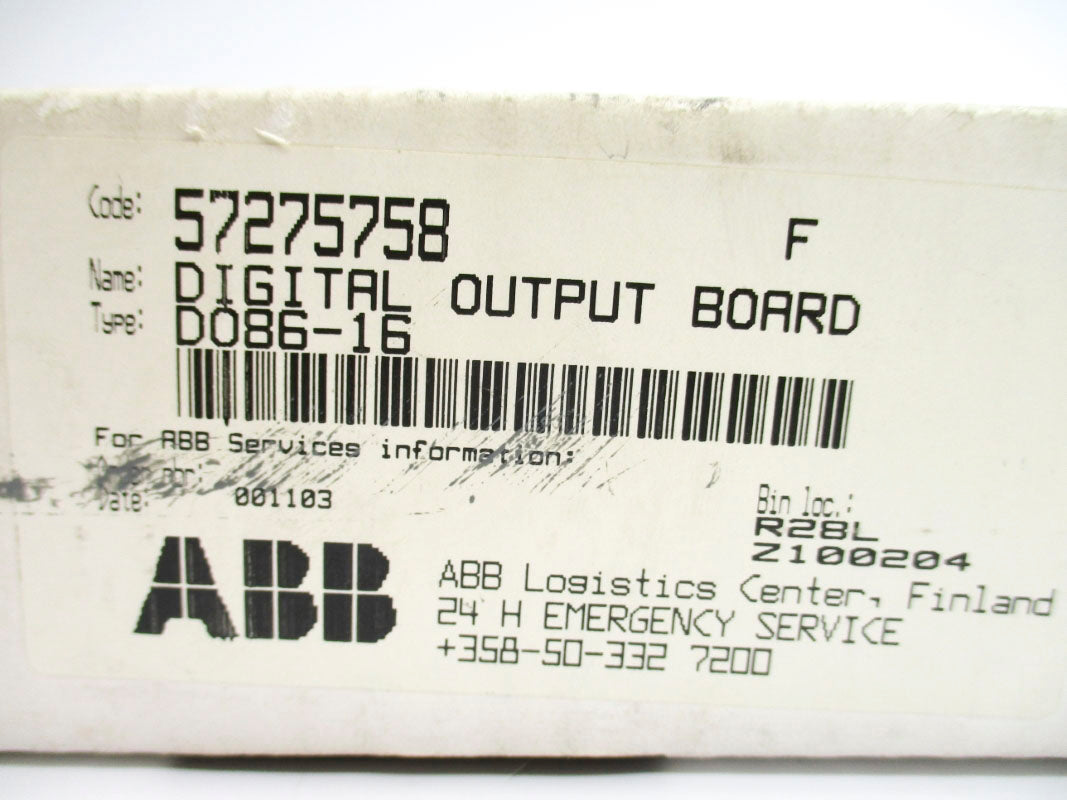 Code: 57275758 F
Name: DIGITAL OUTPUT BOARD
Type: DO86-16
For ABB Services information:
nbr:
Date: 001103
Bin loc.:
R28L
Z100204
ABB
ABB Logistics Center, Finland
24 H EMERGENCY SERVICE
+358-50-332 7200